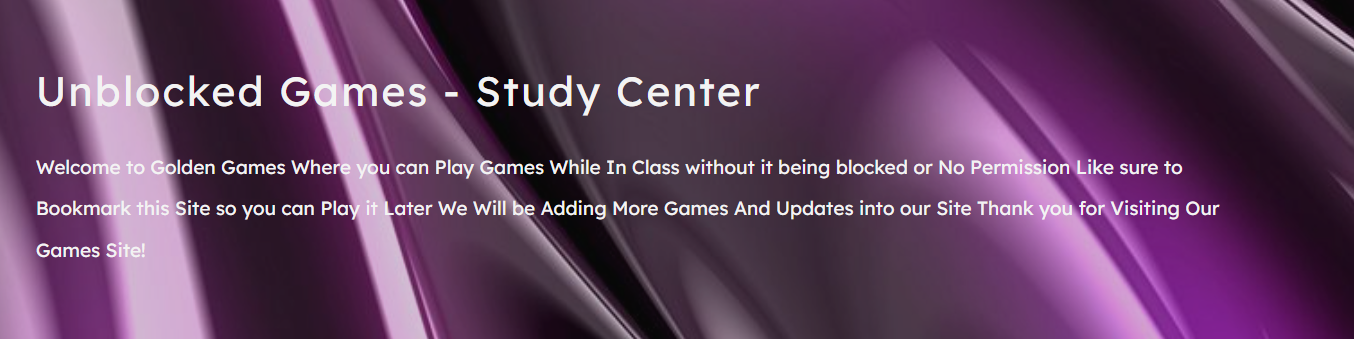 Unblocked Games - Study Center
Welcome to Golden Games Where you can Play Games While In Class without it being blocked or No Permission Like sure to
Bookmark this Site so you can Play it Later We Will be Adding More Games And Updates into our Site Thank you for Visiting Our
Games Site!